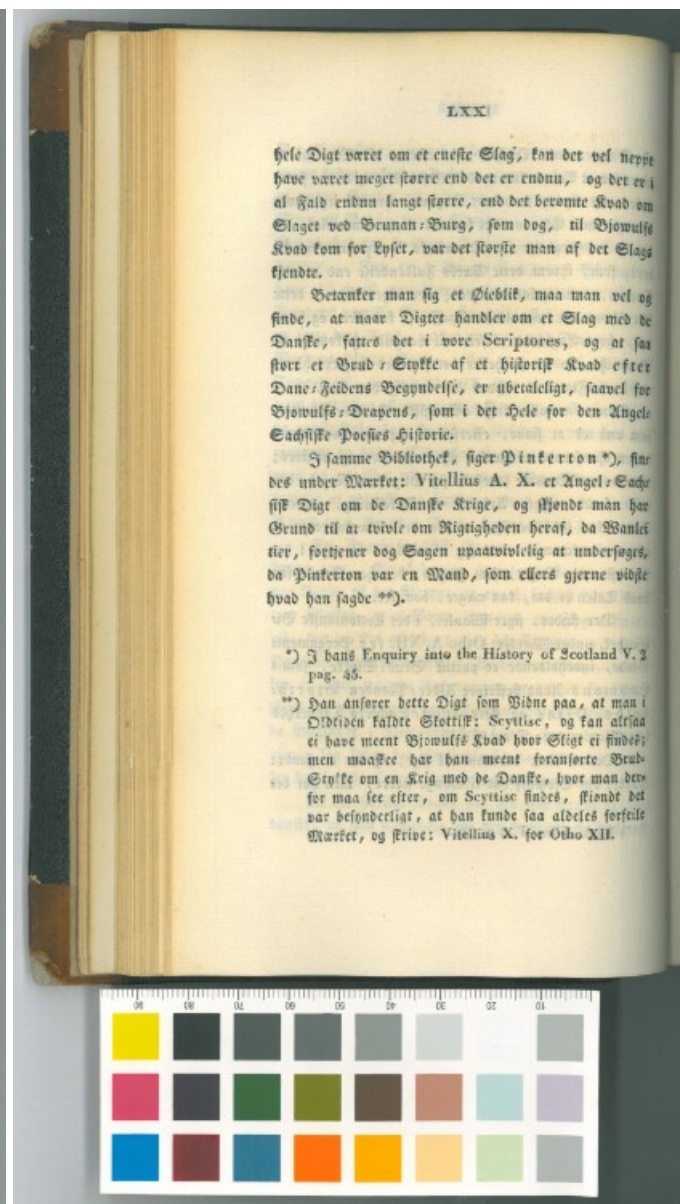 LXX
hele Digt været om et eneste Slag, kan det vel neppe
have været meget større end det er endnu, og det er i
al Fald endnu langt større, end det berømte Kvad om
Slaget ved Brunan-Burg, som dog, til Bjowulfs
Kvad kom for Lyset, var det største man af det Slags
kjendte.
Betænker man sig et Øieblik, maa man vel og
finde, at naar Digtet handler om et Slag med de
Danske, fattes det i vore Scriptores, og at saa
stort et Brud-Stykke af et historisk Kvad efter
Dane-Feidens Begyndelse, er ubetaleligt, saavel for
Bjowulfs-Drapens, som i det Hele for den Angel-
Sachsiske Poesies Historie.
I samme Bibliothek, siger Pinkerton *), fin-
des under Mærket: Vitellius A. X. et Angel-Sach-
sisk Digt om de Danske Krige, og skjøndt man har
Grund til at tvivle om Rigtigheden heraf, da Wanlei
tier, fortjener dog Sagen upaatvivlelig at undersøges,
da Pinkerton var en Mand, som ellers gjerne vidste
hvad han sagde **).
*) I hans Enquiry into the History of Scotland V. 2
pag. 45.
**) Han anfører dette Digt som Vidne paa, at man i
Oldtiden kaldte Skottisk: Scyttisc, og kan altsaa
ei have meent Bjowulfs Kvad hvor Sligt ei findes;
men maaskee har han meent foranførte Brud-
Stykke om en Krig med de Danske, hvor man der-
for maa see efter, om Scyttisc findes, skiøndt det
var besynderligt, at han kunde saa aldeles forfeile
Mærket, og skrive: Vitellius X. for Otho XII.
90 80 70 60 50 40 30 20 10